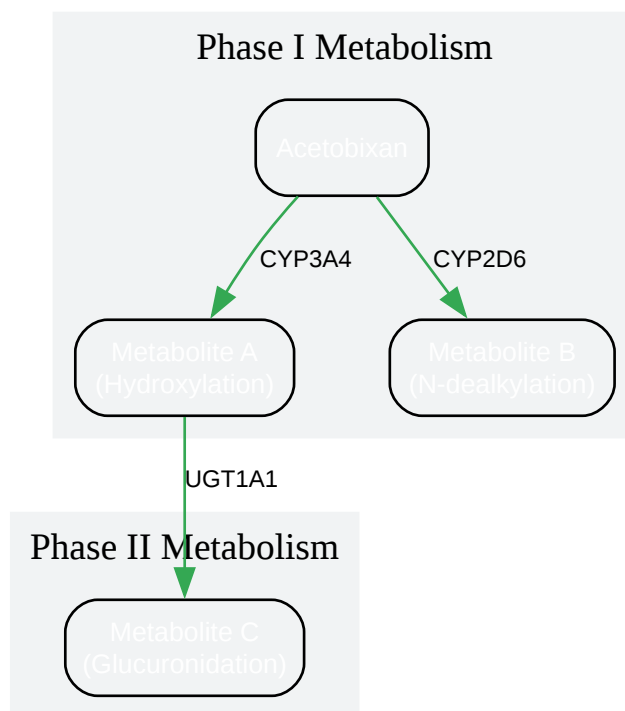 Phase I Metabolism
Acetobixan
CYP3A4
CYP2D6
Metabolite A
(Hydroxylation)
Metabolite B
(N-dealkylation)
UGT1A1
Phase II Metabolism
Metabolite C
(Glucuronidation)